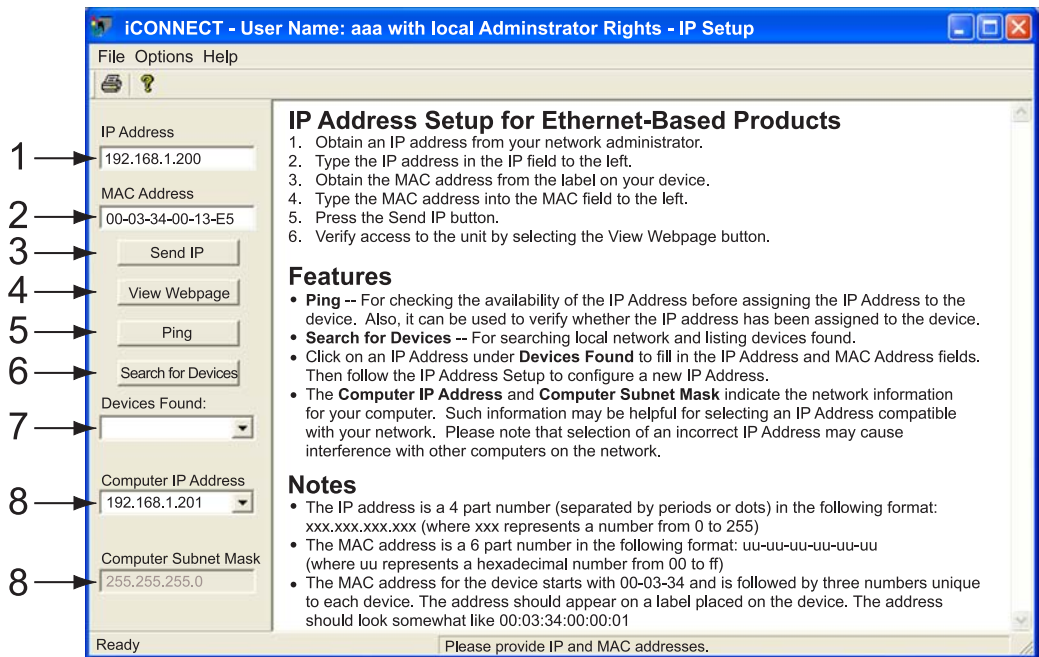 iCONNECT - User Name: aaa with local Adminstrator Rights - IP Setup
File Options Help
IP Address
1
192.168.1.200
MAC Address
2
00-03-34-00-13-E5
3
Send IP
4
View Webpage
5
Ping
6
Search for Devices
Devices Found:
7
Computer IP Address
8
192.168.1.201
Computer Subnet Mask
8
255.255.255.0
IP Address Setup for Ethernet-Based Products
1. Obtain an IP address from your network administrator.
2. Type the IP address in the IP field to the left.
3. Obtain the MAC address from the label on your device.
4. Type the MAC address into the MAC field to the left.
5. Press the Send IP button.
6. Verify access to the unit by selecting the View Webpage button.
Features
• Ping -- For checking the availability of the IP Address before assigning the IP Address to the
device. Also, it can be used to verify whether the IP address has been assigned to the device.
• Search for Devices -- For searching local network and listing devices found.
• Click on an IP Address under Devices Found to fill in the IP Address and MAC Address fields.
Then follow the IP Address Setup to configure a new IP Address.
• The Computer IP Address and Computer Subnet Mask indicate the network information
for your computer. Such information may be helpful for selecting an IP Address compatible
with your network. Please note that selection of an incorrect IP Address may cause
interference with other computers on the network.
Notes
• The IP address is a 4 part number (separated by periods or dots) in the following format:
xxx.xxx.xxx.xxx (where xxx represents a number from 0 to 255)
• The MAC address is a 6 part number in the following format: uu-uu-uu-uu-uu-uu
(where uu represents a hexadecimal number from 00 to ff)
• The MAC address for the device starts with 00-03-34 and is followed by three numbers unique
to each device. The address should appear on a label placed on the device. The address
should look somewhat like 00:03:34:00:00:01
Ready
Please provide IP and MAC addresses.